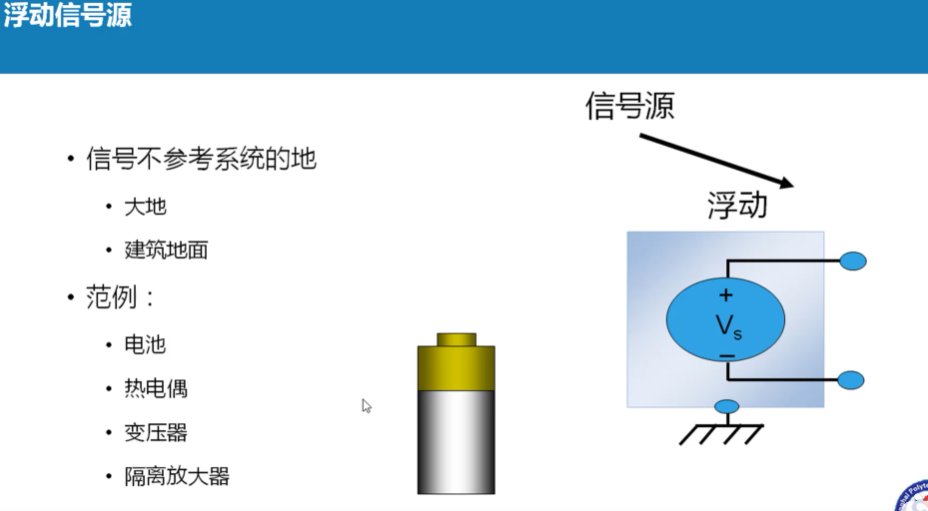 浮动信号源
信号源
• 信号不参考系统的地
• 大地
• 建筑地面
• 范例：
• 电池
• 热电偶
• 变压器
• 隔离放大器
浮动
+
Vs
−